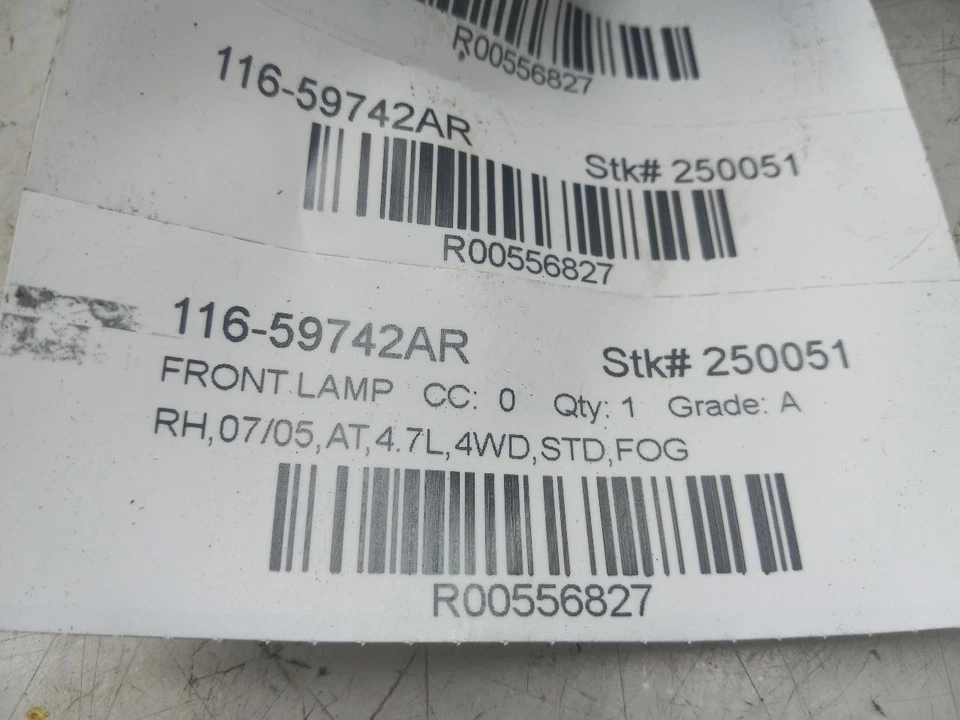 R00556827
116-59742AR
Stk# 250051
R00556827
116-59742AR
Stk# 250051
FRONT LAMP CC: 0 Qty: 1 Grade: A
RH,07/05,AT,4.7L,4WD,STD,FOG
R00556827